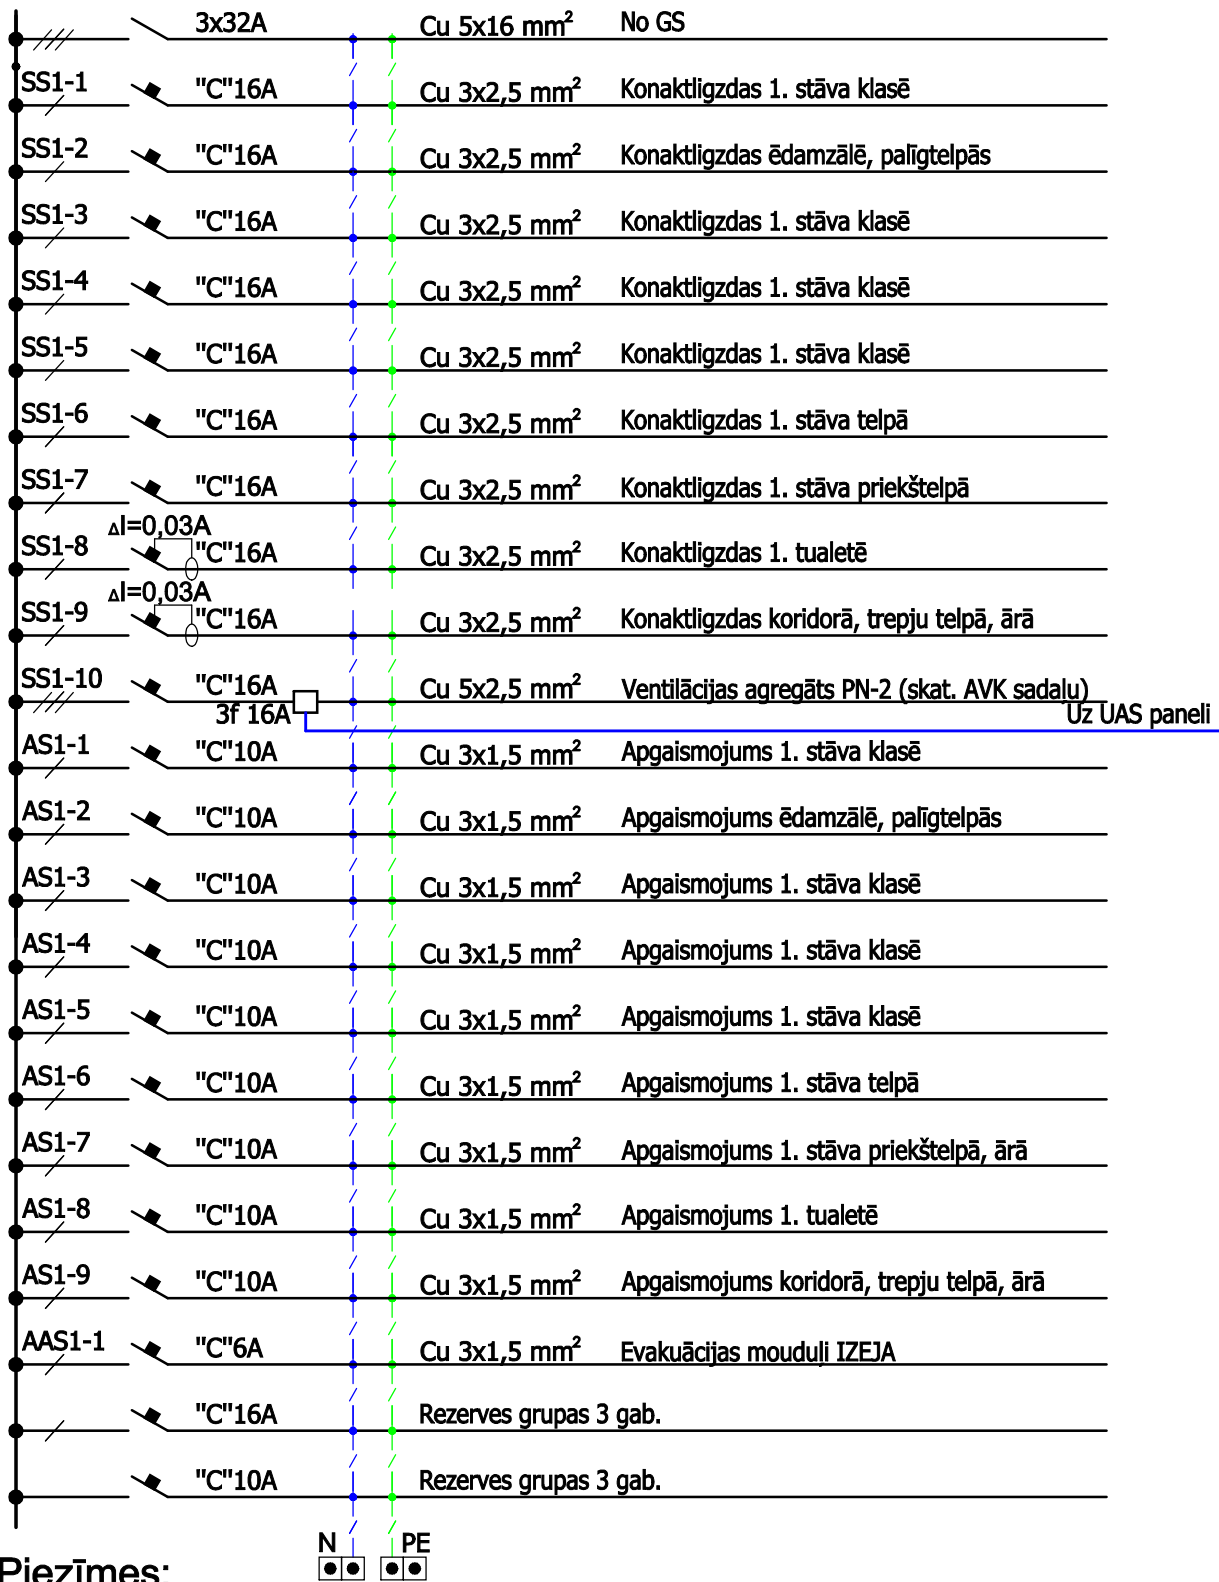 3x32A Cu 5x16 mm² No GS
SS1-1 "C"16A Cu 3x2,5 mm² Konaktligzdas 1. stāva klasē
SS1-2 "C"16A Cu 3x2,5 mm² Konaktligzdas ēdamzālē, palīgtelpās
SS1-3 "C"16A Cu 3x2,5 mm² Konaktligzdas 1. stāva klasē
SS1-4 "C"16A Cu 3x2,5 mm² Konaktligzdas 1. stāva klasē
SS1-5 "C"16A Cu 3x2,5 mm² Konaktligzdas 1. stāva klasē
SS1-6 "C"16A Cu 3x2,5 mm² Konaktligzdas 1. stāva telpā
SS1-7 "C"16A Cu 3x2,5 mm² Konaktligzdas 1. stāva priekštelpā
ΔI=0,03A
SS1-8 "C"16A Cu 3x2,5 mm² Konaktligzdas 1. tualetē
ΔI=0,03A
SS1-9 "C"16A Cu 3x2,5 mm² Konaktligzdas koridorā, trepju telpā, ārā
SS1-10 "C"16A Cu 5x2,5 mm² Ventilācijas agregāts PN-2 (skat. AVK sadaļu)
3f 16A Uz UAS paneli
AS1-1 "C"10A Cu 3x1,5 mm² Apgaismojums 1. stāva klasē
AS1-2 "C"10A Cu 3x1,5 mm² Apgaismojums ēdamzālē, palīgtelpās
AS1-3 "C"10A Cu 3x1,5 mm² Apgaismojums 1. stāva klasē
AS1-4 "C"10A Cu 3x1,5 mm² Apgaismojums 1. stāva klasē
AS1-5 "C"10A Cu 3x1,5 mm² Apgaismojums 1. stāva klasē
AS1-6 "C"10A Cu 3x1,5 mm² Apgaismojums 1. stāva telpā
AS1-7 "C"10A Cu 3x1,5 mm² Apgaismojums 1. stāva priekštelpā, ārā
AS1-8 "C"10A Cu 3x1,5 mm² Apgaismojums 1. tualetē
AS1-9 "C"10A Cu 3x1,5 mm² Apgaismojums koridorā, trepju telpā, ārā
AAS1-1 "C"6A Cu 3x1,5 mm² Evakuācijas mouduļi IZEJA
"C"16A Rezerves grupas 3 gab.
"C"10A Rezerves grupas 3 gab.
N PE
Piezīmes: